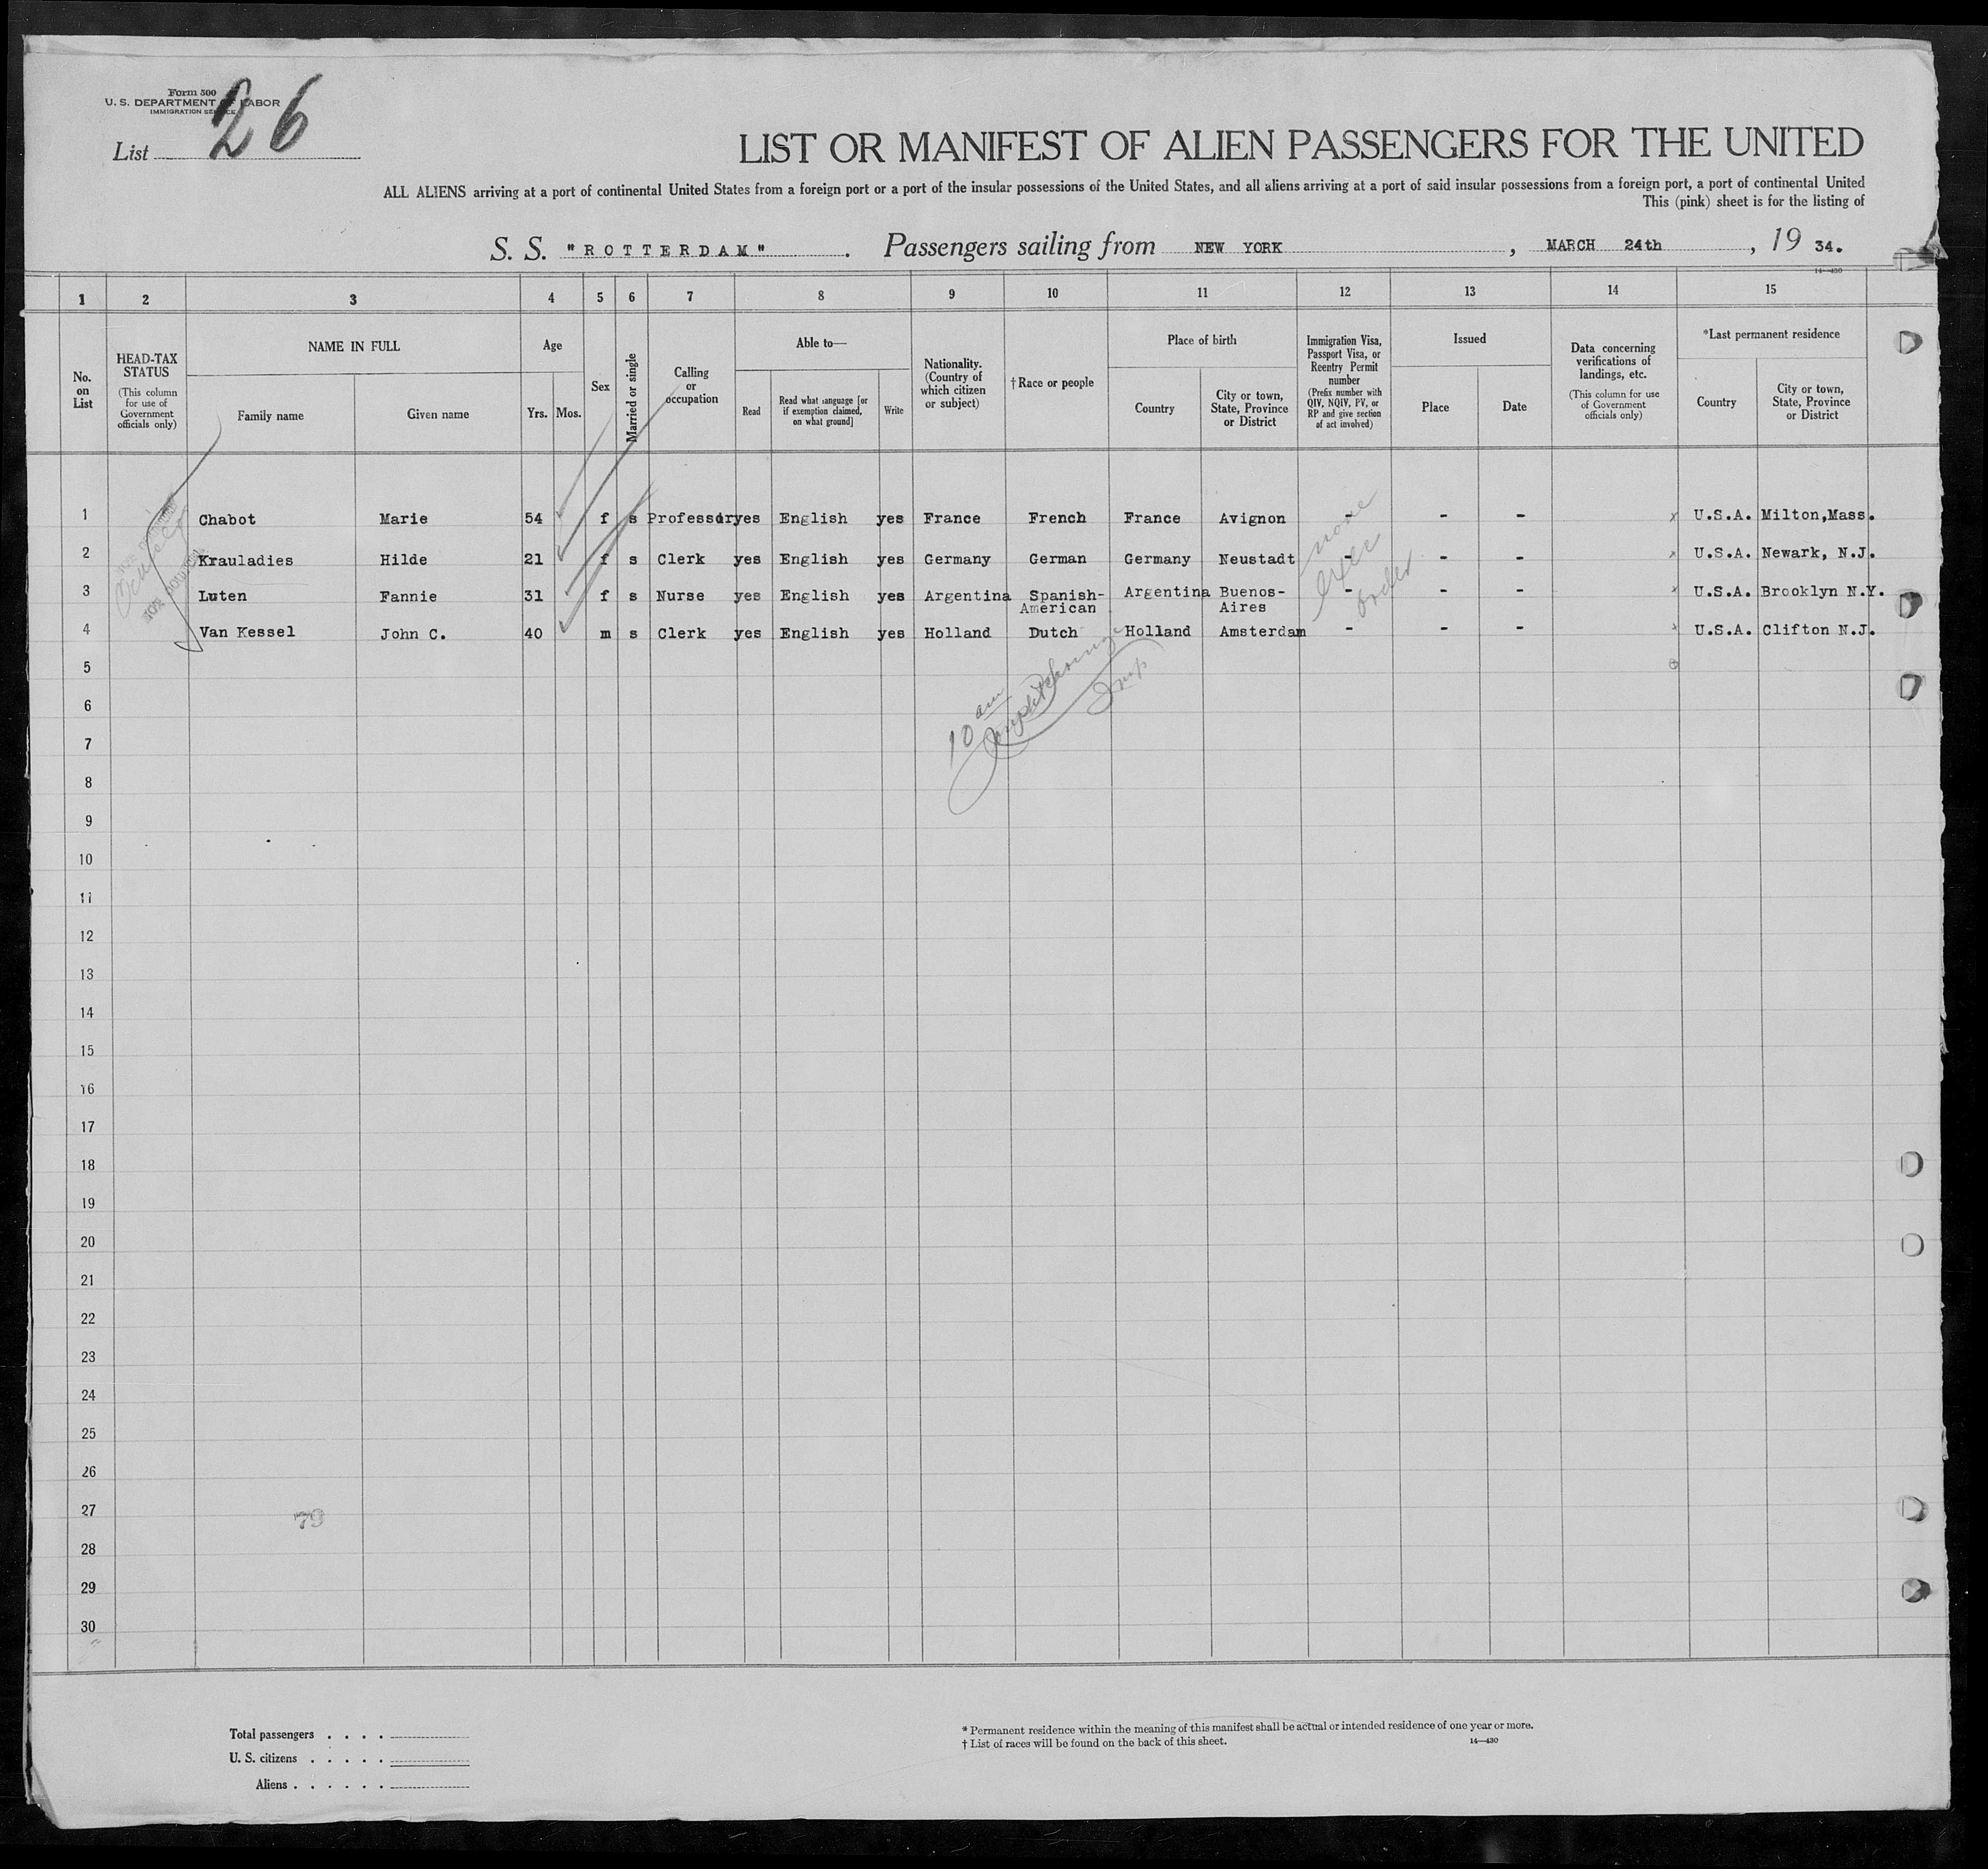 Form 500
U. S. DEPARTMENT OF LABOR
IMMIGRATION SERVICE
List 26
LIST OR MANIFEST OF ALIEN PASSENGERS FOR THE UNITED
ALL ALIENS arriving at a port of continental United States from a foreign port or a port of the insular possessions of the United States, and all aliens arriving at a port of said insular possessions from a foreign port, a port of continental United
This (pink) sheet is for the listing of
S. S. "ROTTERDAM". Passengers sailing from NEW YORK, MARCH 24th, 19 34.
14—430
1 2 3 4 5 6 7 8 9 10 11 12 13 14 15
No. on List
HEAD-TAX STATUS (This column for use of Government officials only)
NAME IN FULL
Family name Given name
Age
Yrs. Mos.
Sex
Married or single
Calling or occupation
Able to—
Read Read what language [or if exemption claimed, on what ground] Write
Nationality. (Country of which citizen or subject)
† Race or people
Place of birth
Country City or town, State, Province or District
Immigration Visa, Passport Visa, or Reentry Permit number (Prefix number with QIV, NQIV, PV, or RP and give section of act involved)
Issued
Place Date
Data concerning verifications of landings, etc. (This column for use of Government officials only)
*Last permanent residence
Country City or town, State, Province or District
1 Chabot Marie 54 f s Professor yes English yes France French France Avignon - - - x U.S.A. Milton,Mass.
2 Krauladies Hilde 21 f s Clerk yes English yes Germany German Germany Neustadt - - - x U.S.A. Newark, N.J.
3 Luten Fannie 31 f s Nurse yes English yes Argentina Spanish-American Argentina Buenos-Aires - - - x U.S.A. Brooklyn N.Y.
4 Van Kessel John C. 40 m s Clerk yes English yes Holland Dutch Holland Amsterdam - - - x U.S.A. Clifton N.J.
none
exec
order
10 am
5
6
7
8
9
10
11
12
13
14
15
16
17
18
19
20
21
22
23
24
25
26
27
79
28
29
30
Total passengers . . . .
U. S. citizens . . . . .
Aliens . . . . . .
* Permanent residence within the meaning of this manifest shall be actual or intended residence of one year or more.
† List of races will be found on the back of this sheet.
14—430